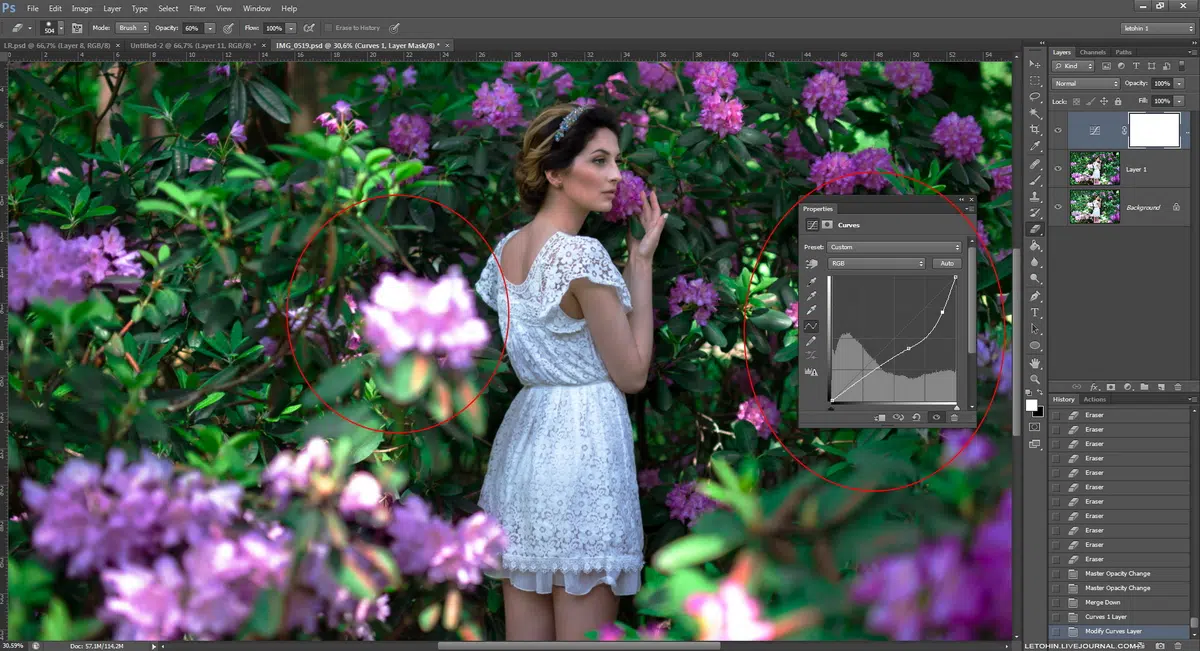 Ps File Edit Image Layer Type Select Filter View Window Help
504 Mode: Brush Opacity: 60% Flow: 100% Erase to History letohin 1
LR.psd @ 66,7% (Layer 8, RGB/8) × Untitled-2 @ 66,7% (Layer 11, RGB/8) * × IMG_0519.psd @ 30,6% (Curves 1, Layer Mask/8) * ×
Layers Channels Paths
Kind
Normal Opacity: 100%
Lock: Fill: 100%
Layer 1
Background
Properties
Curves
Preset: Custom
RGB Auto
History Actions
Eraser
Eraser
Eraser
Eraser
Eraser
Eraser
Eraser
Eraser
Eraser
Eraser
Eraser
Master Opacity Change
Master Opacity Change
Merge Down
Curves 1 Layer
Modify Curves Layer
30.59% Doc: 57,1M/114,2M
LETOHIN.LIVEJOURNAL.COM